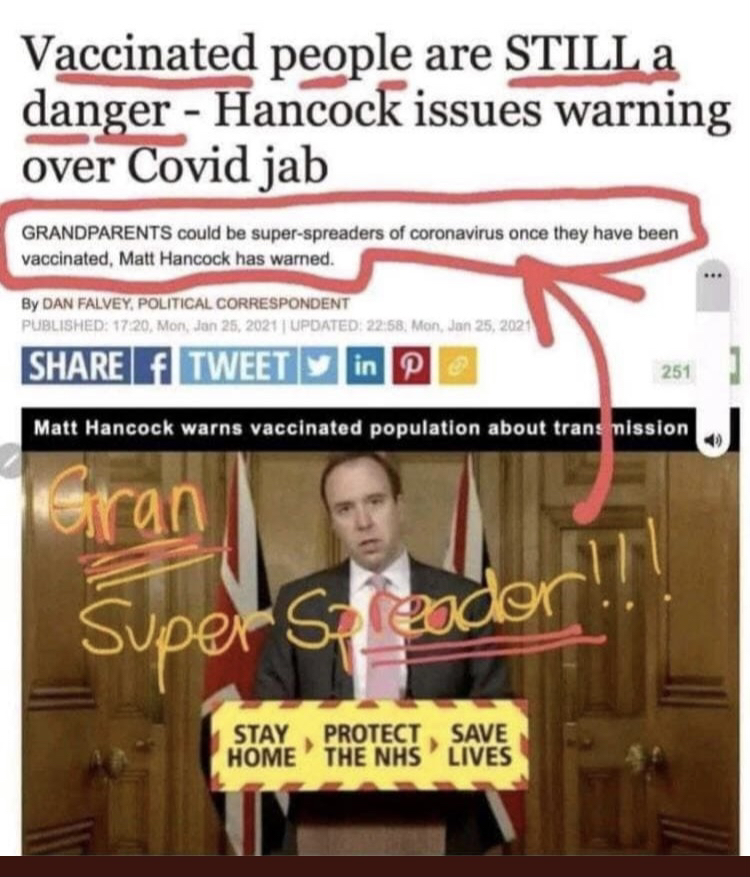 Vaccinated people are STILL a
danger - Hancock issues warning
over Covid jab
GRANDPARENTS could be super-spreaders of coronavirus once they have been
vaccinated, Matt Hancock has warned.
By DAN FALVEY, POLITICAL CORRESPONDENT
PUBLISHED: 17:20, Mon, Jan 25, 2021 | UPDATED: 22:58, Mon, Jan 25, 2021
SHARE f TWEET in
251
Matt Hancock warns vaccinated population about transmission
Gran
Super Spreador!!!
STAY HOME PROTECT THE NHS SAVE LIVES